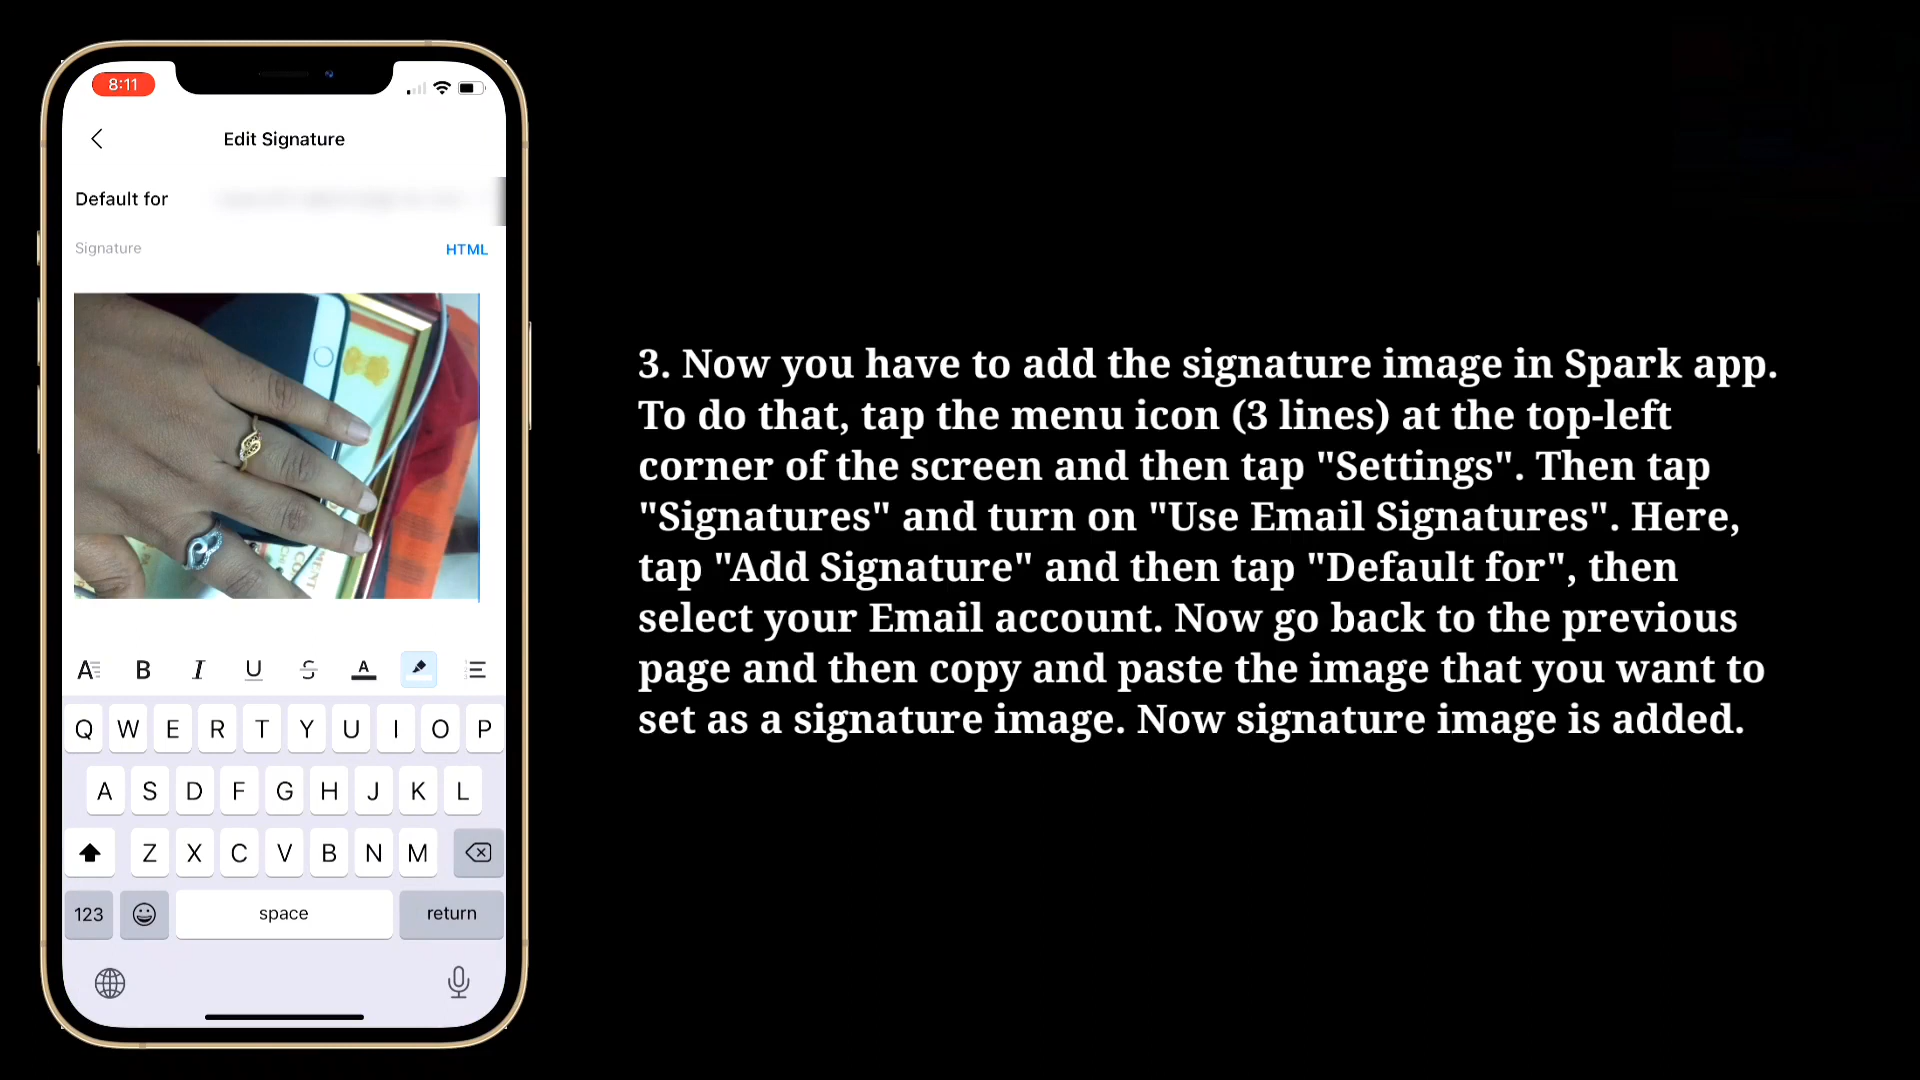 8:11
Edit Signature
Default for
Signature
HTML
A B I U S A
Q W E R T Y U I O P
A S D F G H J K L
Z X C V B N M
123 space return
3. Now you have to add the signature image in Spark app.
To do that, tap the menu icon (3 lines) at the top-left
corner of the screen and then tap "Settings". Then tap
"Signatures" and turn on "Use Email Signatures". Here,
tap "Add Signature" and then tap "Default for", then
select your Email account. Now go back to the previous
page and then copy and paste the image that you want to
set as a signature image. Now signature image is added.